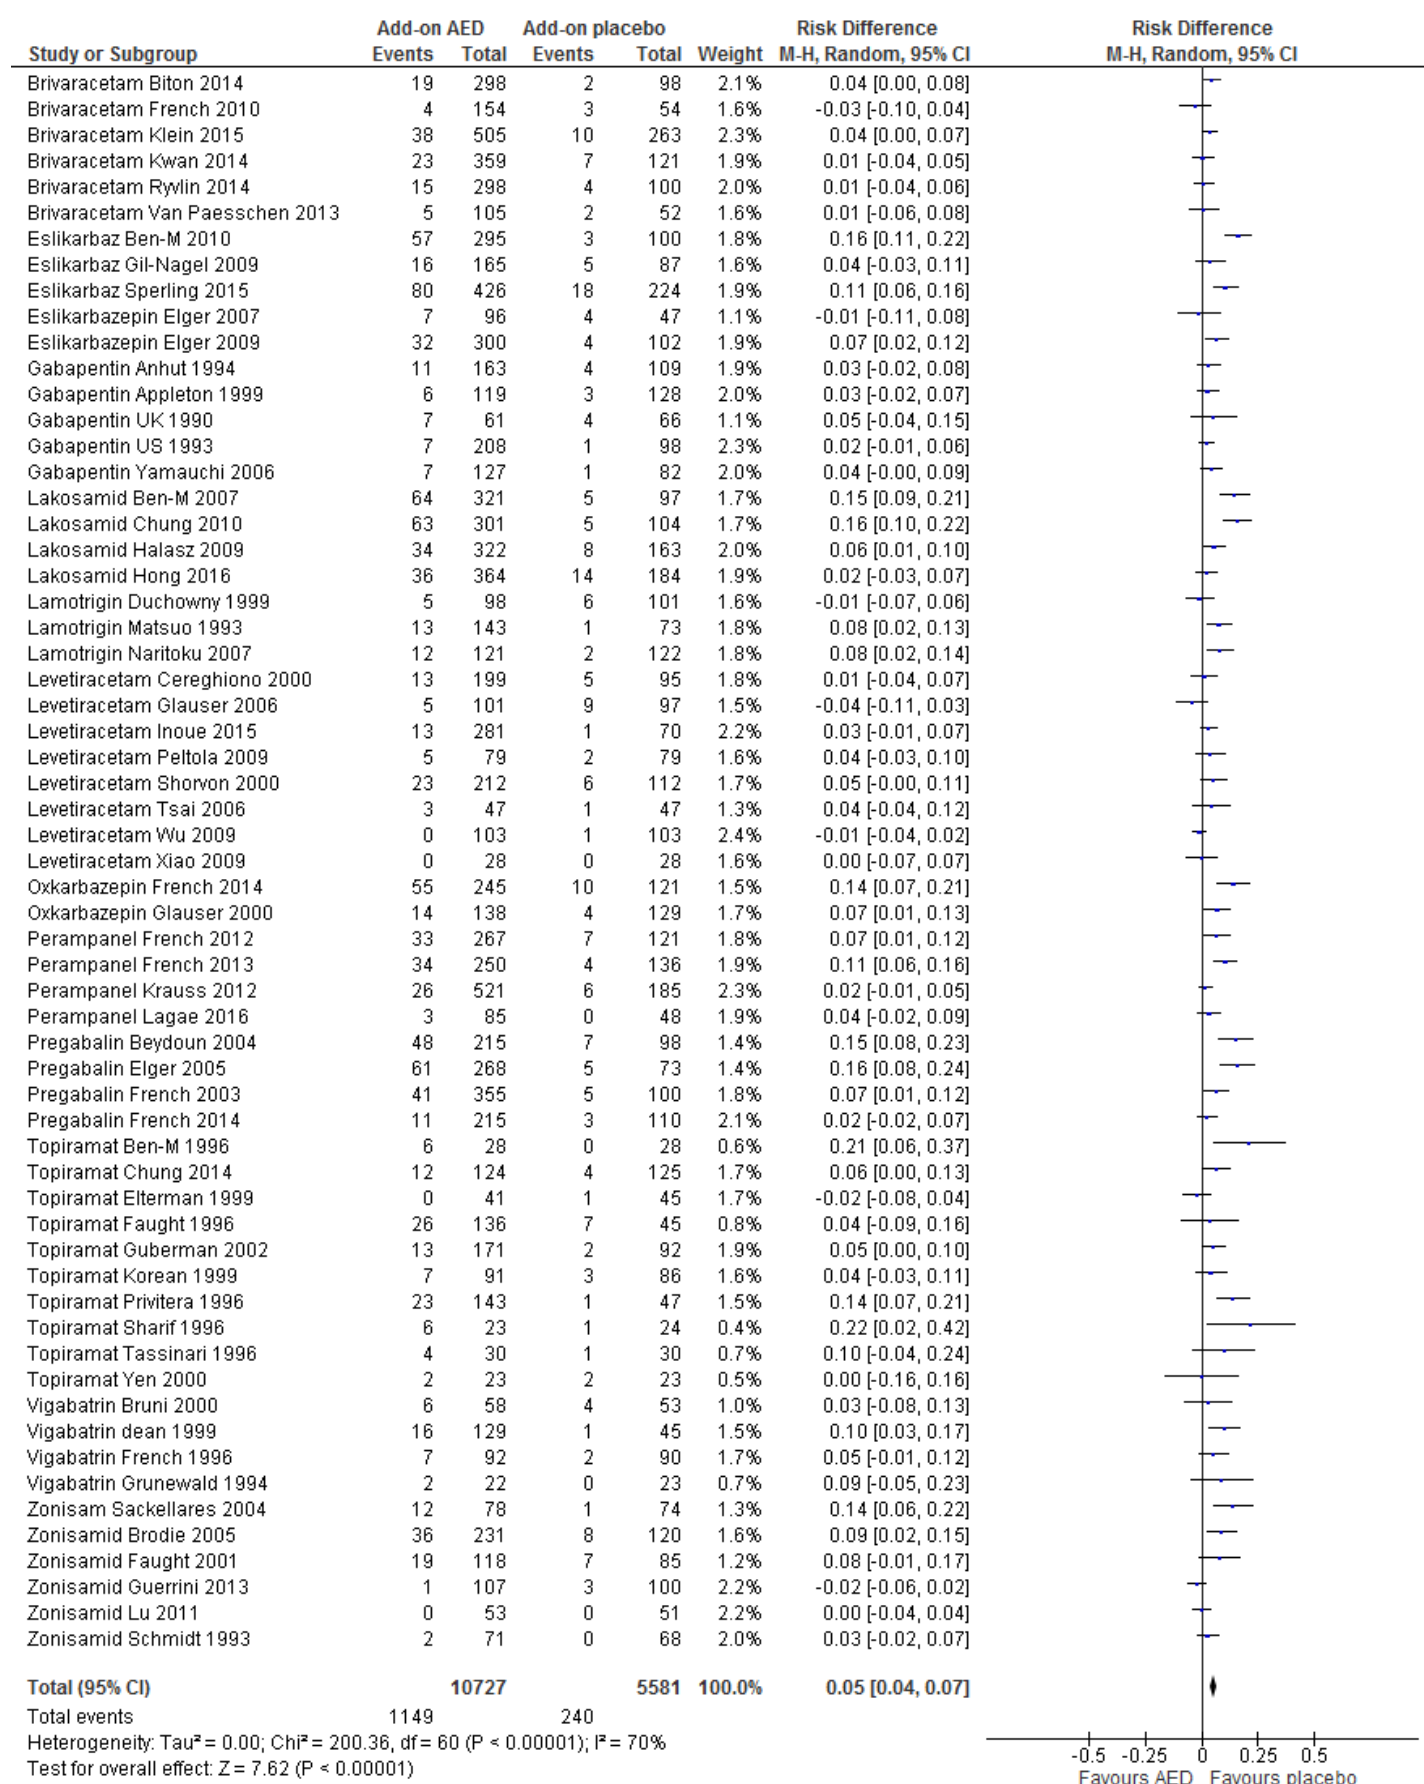 Add-on AED Add-on placebo Risk Difference Risk Difference
Study or Subgroup Events Total Events Total Weight M-H, Random, 95% CI M-H, Random, 95% CI
Brivaracetam Biton 2014 19 298 2 98 2.1% 0.04 [0.00, 0.08]
Brivaracetam French 2010 4 154 3 54 1.6% -0.03 [-0.10, 0.04]
Brivaracetam Klein 2015 38 505 10 263 2.3% 0.04 [0.00, 0.07]
Brivaracetam Kwan 2014 23 359 7 121 1.9% 0.01 [-0.04, 0.05]
Brivaracetam Ryvlin 2014 15 298 4 100 2.0% 0.01 [-0.04, 0.06]
Brivaracetam Van Paesschen 2013 5 105 2 52 1.6% 0.01 [-0.06, 0.08]
Eslikarbaz Ben-M 2010 57 295 3 100 1.8% 0.16 [0.11, 0.22]
Eslikarbaz Gil-Nagel 2009 16 165 5 87 1.6% 0.04 [-0.03, 0.11]
Eslikarbaz Sperling 2015 80 426 18 224 1.9% 0.11 [0.06, 0.16]
Eslikarbazepin Elger 2007 7 96 4 47 1.1% -0.01 [-0.11, 0.08]
Eslikarbazepin Elger 2009 32 300 4 102 1.9% 0.07 [0.02, 0.12]
Gabapentin Anhut 1994 11 163 4 109 1.9% 0.03 [-0.02, 0.08]
Gabapentin Appleton 1999 6 119 3 128 2.0% 0.03 [-0.02, 0.07]
Gabapentin UK 1990 7 61 4 66 1.1% 0.05 [-0.04, 0.15]
Gabapentin US 1993 7 208 1 98 2.3% 0.02 [-0.01, 0.06]
Gabapentin Yamauchi 2006 7 127 1 82 2.0% 0.04 [-0.00, 0.09]
Lakosamid Ben-M 2007 64 321 5 97 1.7% 0.15 [0.09, 0.21]
Lakosamid Chung 2010 63 301 5 104 1.7% 0.16 [0.10, 0.22]
Lakosamid Halasz 2009 34 322 8 163 2.0% 0.06 [0.01, 0.10]
Lakosamid Hong 2016 36 364 14 184 1.9% 0.02 [-0.03, 0.07]
Lamotrigin Duchowny 1999 5 98 6 101 1.6% -0.01 [-0.07, 0.06]
Lamotrigin Matsuo 1993 13 143 1 73 1.8% 0.08 [0.02, 0.13]
Lamotrigin Naritoku 2007 12 121 2 122 1.8% 0.08 [0.02, 0.14]
Levetiracetam Cereghiono 2000 13 199 5 95 1.8% 0.01 [-0.04, 0.07]
Levetiracetam Glauser 2006 5 101 9 97 1.5% -0.04 [-0.11, 0.03]
Levetiracetam Inoue 2015 13 281 1 70 2.2% 0.03 [-0.01, 0.07]
Levetiracetam Peltola 2009 5 79 2 79 1.6% 0.04 [-0.03, 0.10]
Levetiracetam Shorvon 2000 23 212 6 112 1.7% 0.05 [-0.00, 0.11]
Levetiracetam Tsai 2006 3 47 1 47 1.3% 0.04 [-0.04, 0.12]
Levetiracetam Wu 2009 0 103 1 103 2.4% -0.01 [-0.04, 0.02]
Levetiracetam Xiao 2009 0 28 0 28 1.6% 0.00 [-0.07, 0.07]
Oxkarbazepin French 2014 55 245 10 121 1.5% 0.14 [0.07, 0.21]
Oxkarbazepin Glauser 2000 14 138 4 129 1.7% 0.07 [0.01, 0.13]
Perampanel French 2012 33 267 7 121 1.8% 0.07 [0.01, 0.12]
Perampanel French 2013 34 250 4 136 1.9% 0.11 [0.06, 0.16]
Perampanel Krauss 2012 26 521 6 185 2.3% 0.02 [-0.01, 0.05]
Perampanel Lagae 2016 3 85 0 48 1.9% 0.04 [-0.02, 0.09]
Pregabalin Beydoun 2004 48 215 7 98 1.4% 0.15 [0.08, 0.23]
Pregabalin Elger 2005 61 268 5 73 1.4% 0.16 [0.08, 0.24]
Pregabalin French 2003 41 355 5 100 1.8% 0.07 [0.01, 0.12]
Pregabalin French 2014 11 215 3 110 2.1% 0.02 [-0.02, 0.07]
Topiramat Ben-M 1996 6 28 0 28 0.6% 0.21 [0.06, 0.37]
Topiramat Chung 2014 12 124 4 125 1.7% 0.06 [0.00, 0.13]
Topiramat Elterman 1999 0 41 1 45 1.7% -0.02 [-0.08, 0.04]
Topiramat Faught 1996 26 136 7 45 0.8% 0.04 [-0.09, 0.16]
Topiramat Guberman 2002 13 171 2 92 1.9% 0.05 [0.00, 0.10]
Topiramat Korean 1999 7 91 3 86 1.6% 0.04 [-0.03, 0.11]
Topiramat Privitera 1996 23 143 1 47 1.5% 0.14 [0.07, 0.21]
Topiramat Sharif 1996 6 23 1 24 0.4% 0.22 [0.02, 0.42]
Topiramat Tassinari 1996 4 30 1 30 0.7% 0.10 [-0.04, 0.24]
Topiramat Yen 2000 2 23 2 23 0.5% 0.00 [-0.16, 0.16]
Vigabatrin Bruni 2000 6 58 4 53 1.0% 0.03 [-0.08, 0.13]
Vigabatrin dean 1999 16 129 1 45 1.5% 0.10 [0.03, 0.17]
Vigabatrin French 1996 7 92 2 90 1.6% 0.05 [-0.01, 0.12]
Vigabatrin Grunewald 1994 2 22 0 23 0.7% 0.09 [-0.05, 0.23]
Zonisam Sackellares 2004 12 78 1 74 1.3% 0.14 [0.06, 0.22]
Zonisamid Brodie 2005 36 231 8 120 1.6% 0.09 [0.02, 0.15]
Zonisamid Faught 2001 19 118 7 85 1.2% 0.08 [-0.01, 0.17]
Zonisamid Guerrini 2013 1 107 3 100 2.2% -0.02 [-0.06, 0.02]
Zonisamid Lu 2011 0 53 0 51 2.2% 0.00 [-0.04, 0.04]
Zonisamid Schmidt 1993 2 71 0 68 2.0% 0.03 [-0.02, 0.07]
Total (95% CI) 10727 5581 100.0% 0.05 [0.04, 0.07]
Total events 1149 240
Heterogeneity: Tau² = 0.00; Chi² = 200.36, df = 60 (P < 0.00001); I² = 70%
Test for overall effect: Z = 7.62 (P < 0.00001)
-0.5 -0.25 0 0.25 0.5
Favours AED Favours placebo